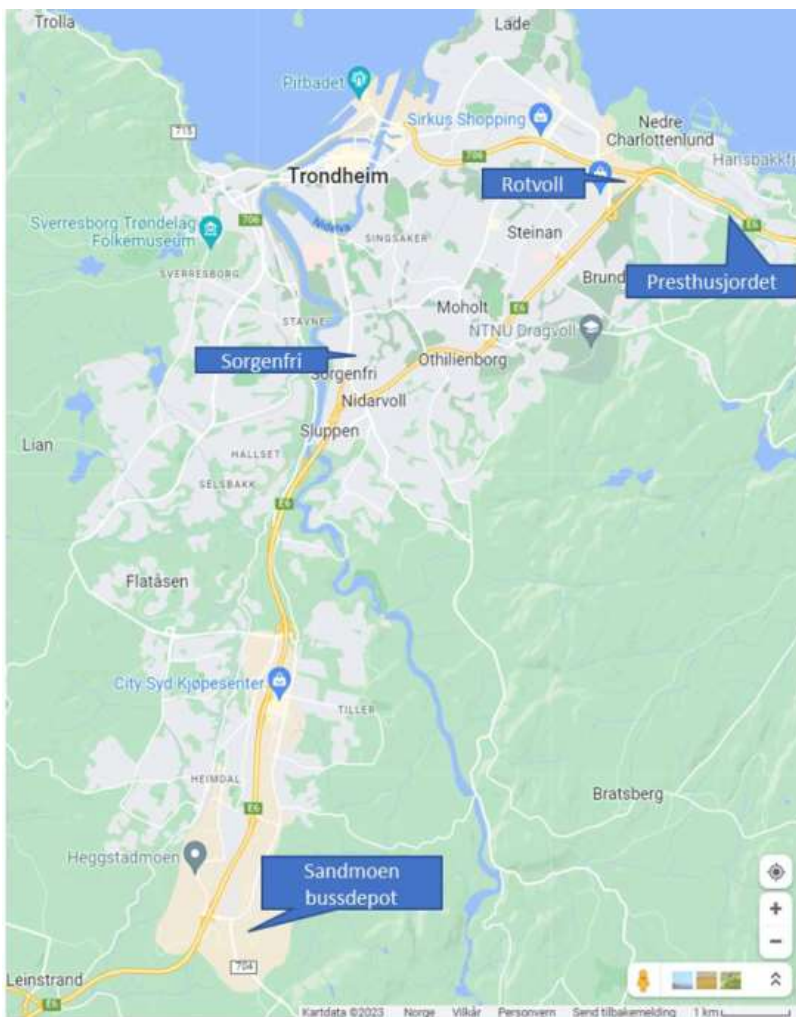 Trolla
Lade
Pirbadet
Sirkus Shopping
Nedre
Charlottenlund
715
706
Hansbakkfj
Trondheim
Rotvoll
Nidelva
706
Sverresborg Trøndelag
Folkemuseum
SINGSAKER
Steinan
E6
SVERRESBORG
Brund
Presthusjordet
STAVNE
Moholt
E6
NTNU Dragvoll
Sorgenfri
Othilienborg
Sorgenfri
Nidarvoll
Sluppen
Lian
HALLSET
SELSBAKK
E6
Flatåsen
City Syd Kjøpesenter
TILLER
HEIMDAL
E6
Bratsberg
Heggstadmoen
Sandmoen
bussdepot
704
Leinstrand
E6
Kartdata ©2023 Norge Vilkår Personvern Send tilbakemelding 1 km